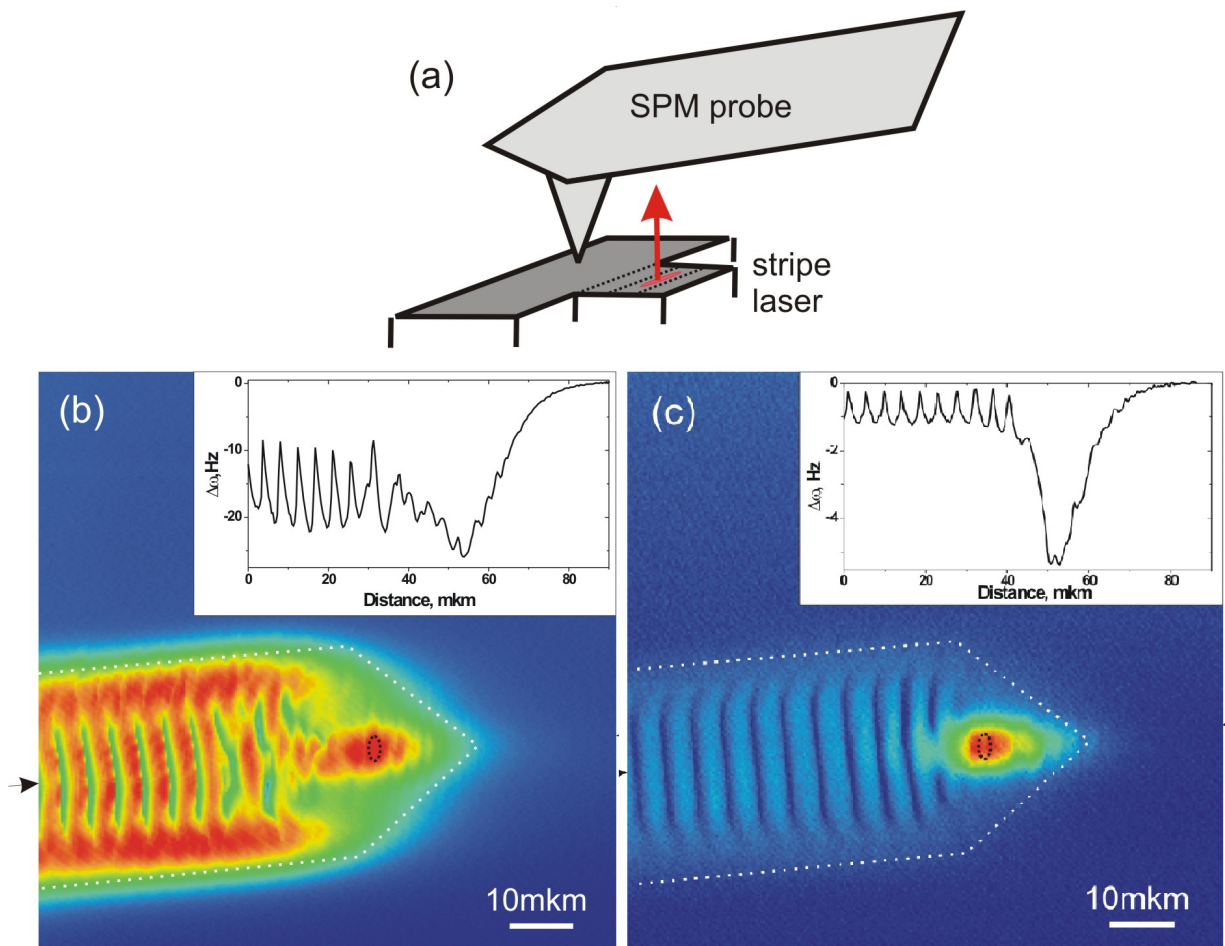 (a)
SPM probe
stripe
laser
(b)
0
-10
-20
Δω,Hz
0 20 40 60 80
Distance, mkm
10mkm
(c)
0
-2
-4
Δω, Hz
0 20 40 60 80
Distance, mkm
10mkm